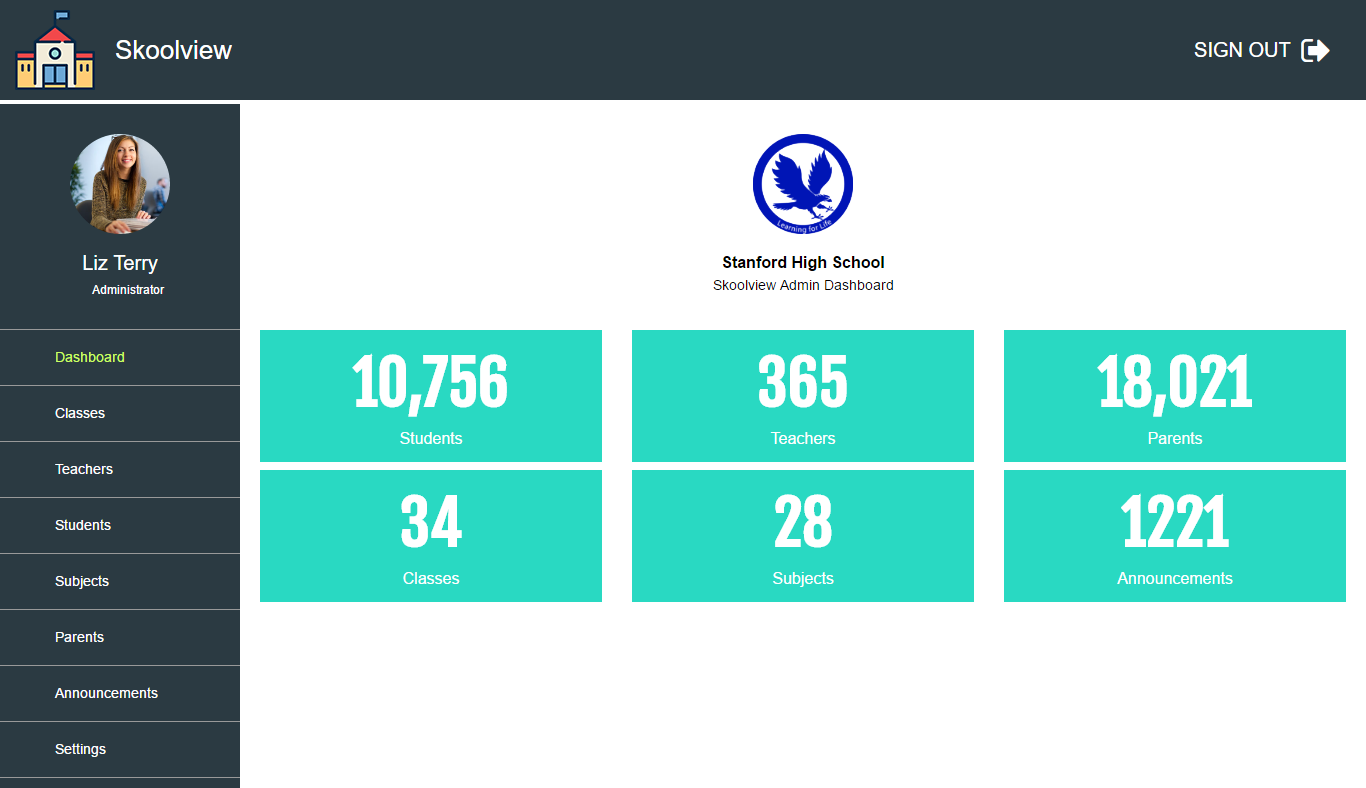 Skoolview
SIGN OUT
Liz Terry
Administrator
Dashboard
Classes
Teachers
Students
Subjects
Parents
Announcements
Settings
Learning for Life
Stanford High School
Skoolview Admin Dashboard
10,756
Students
365
Teachers
18,021
Parents
34
Classes
28
Subjects
1221
Announcements